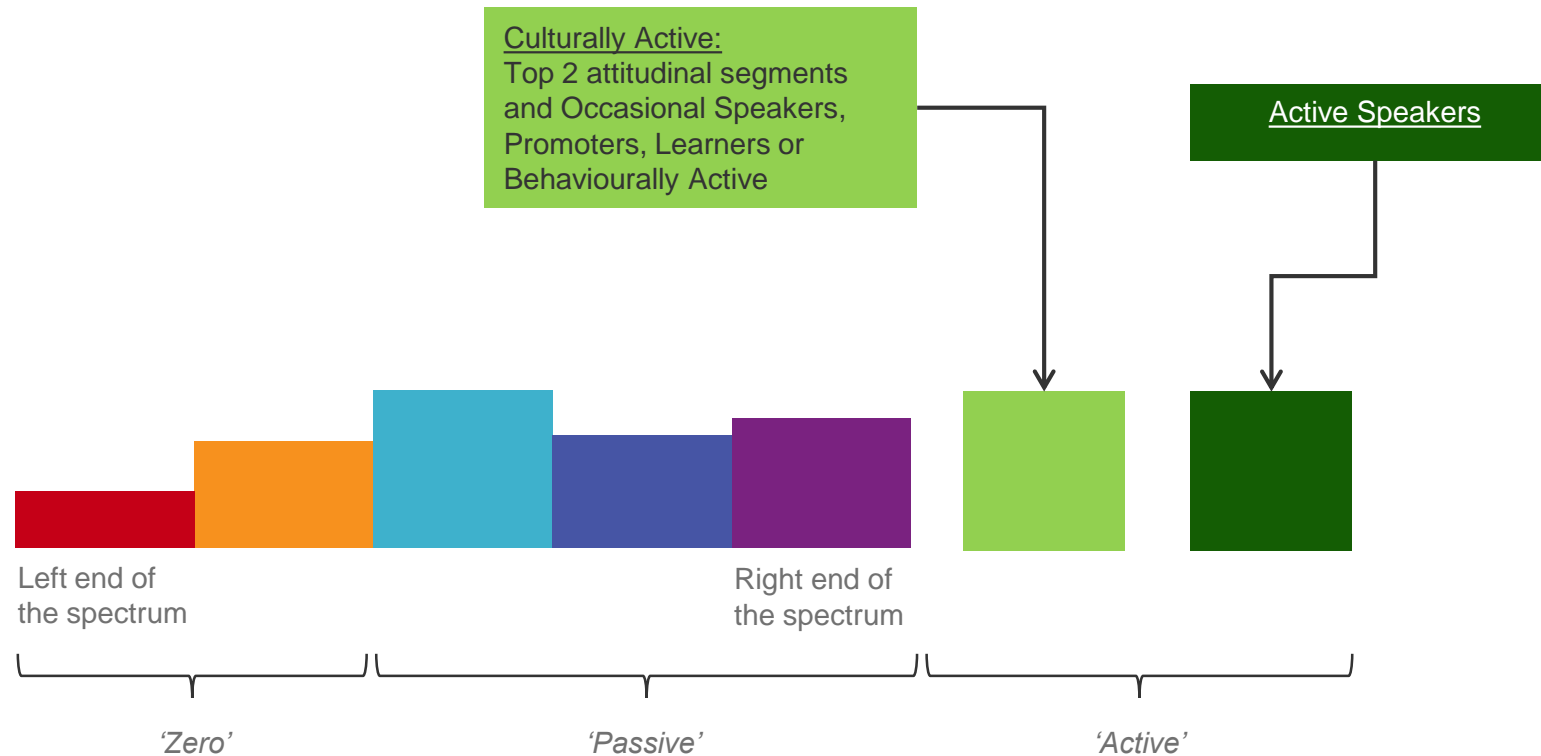 Culturally Active:
Top 2 attitudinal segments
and Occasional Speakers,
Promoters, Learners or
Behaviourally Active
Active Speakers
Left end of
the spectrum
Right end of
the spectrum
‘Zero’
‘Passive’
‘Active’